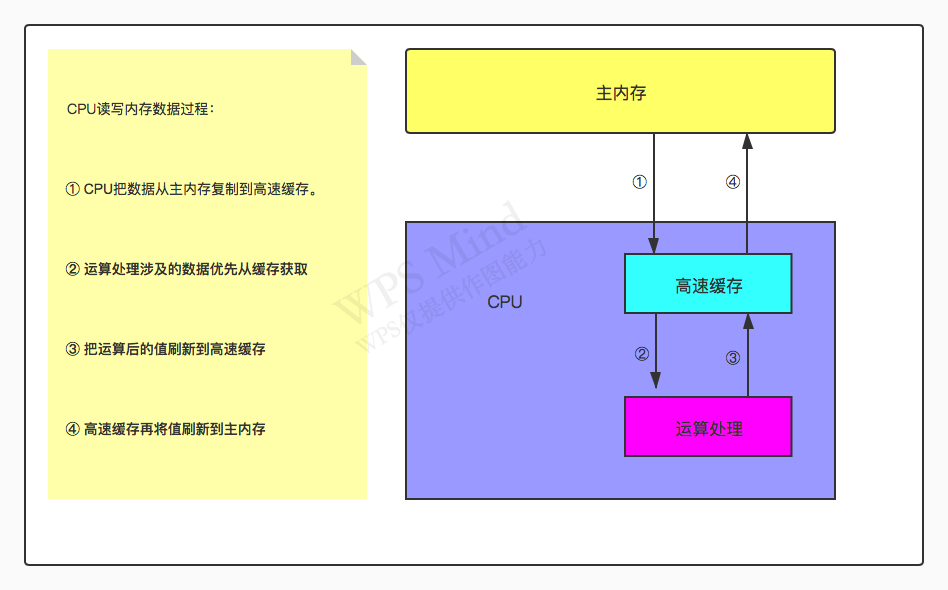 CPU读写内存数据过程：
① CPU把数据从主内存复制到高速缓存。
② 运算处理涉及的数据优先从缓存获取
③ 把运算后的值刷新到高速缓存
④ 高速缓存再将值刷新到主内存
主内存
①
④
CPU
高速缓存
②
③
运算处理
WPS Mind
WPS仅提供作图能力